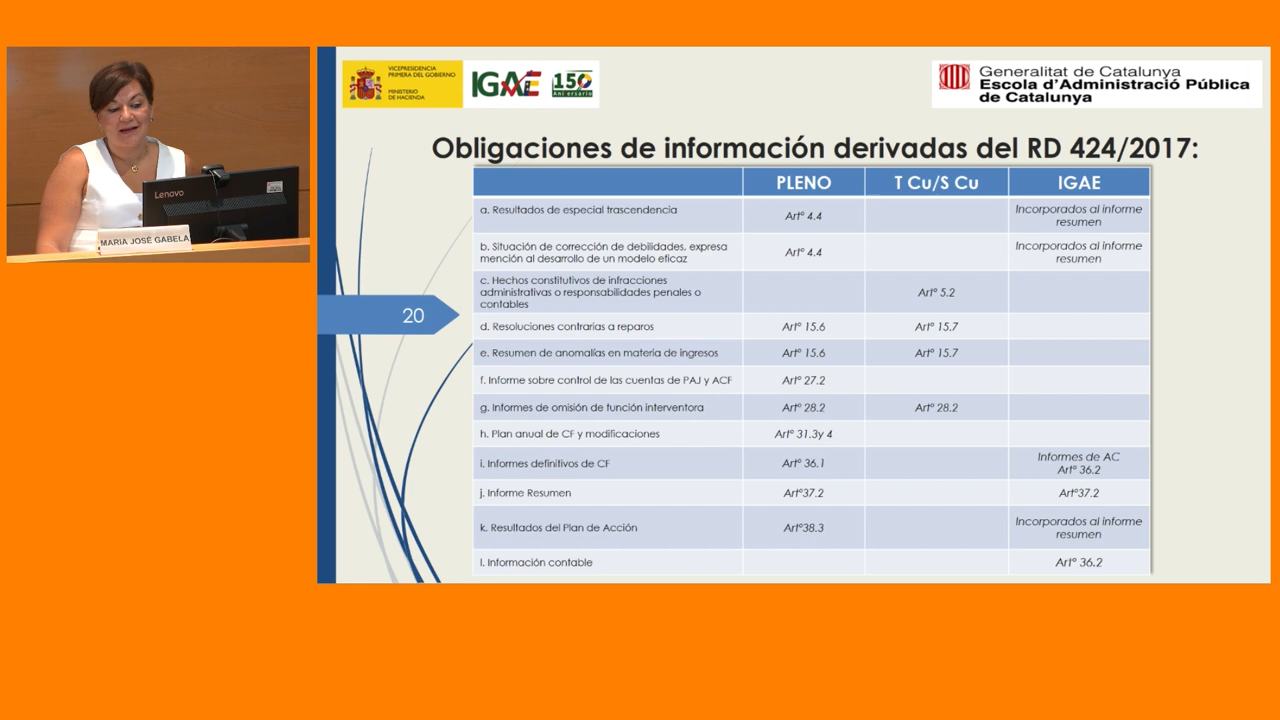 VICEPRESIDENCIA
PRIMERA DEL GOBIERNO
MINISTERIO
DE HACIENDA
IGAE
150
Aniversario
Generalitat de Catalunya
Escola d'Administració Pública
de Catalunya
Lenovo
MARIA JOSÉ GABELA
Obligaciones de información derivadas del RD 424/2017:
PLENO T Cu/S Cu IGAE
a. Resultados de especial trascendencia Artº 4.4 Incorporados al informe
resumen
b. Situación de corrección de debilidades, expresa
mención al desarrollo de un modelo eficaz Artº 4.4 Incorporados al informe
resumen
c. Hechos constitutivos de infracciones
administrativas o responsabilidades penales o
contables Artº 5.2
20
d. Resoluciones contrarias a reparos Artº 15.6 Artº 15.7
e. Resumen de anomalías en materia de ingresos Artº 15.6 Artº 15.7
f. Informe sobre control de las cuentas de PAJ y ACF Artº 27.2
g. Informes de omisión de función interventora Artº 28.2 Artº 28.2
h. Plan anual de CF y modificaciones Artº 31.3y 4
i. Informes definitivos de CF Artº 36.1 Informes de AC
Artº 36.2
j. Informe Resumen Artº37.2 Artº37.2
k. Resultados del Plan de Acción Artº38.3 Incorporados al informe
resumen
l. Información contable Artº 36.2